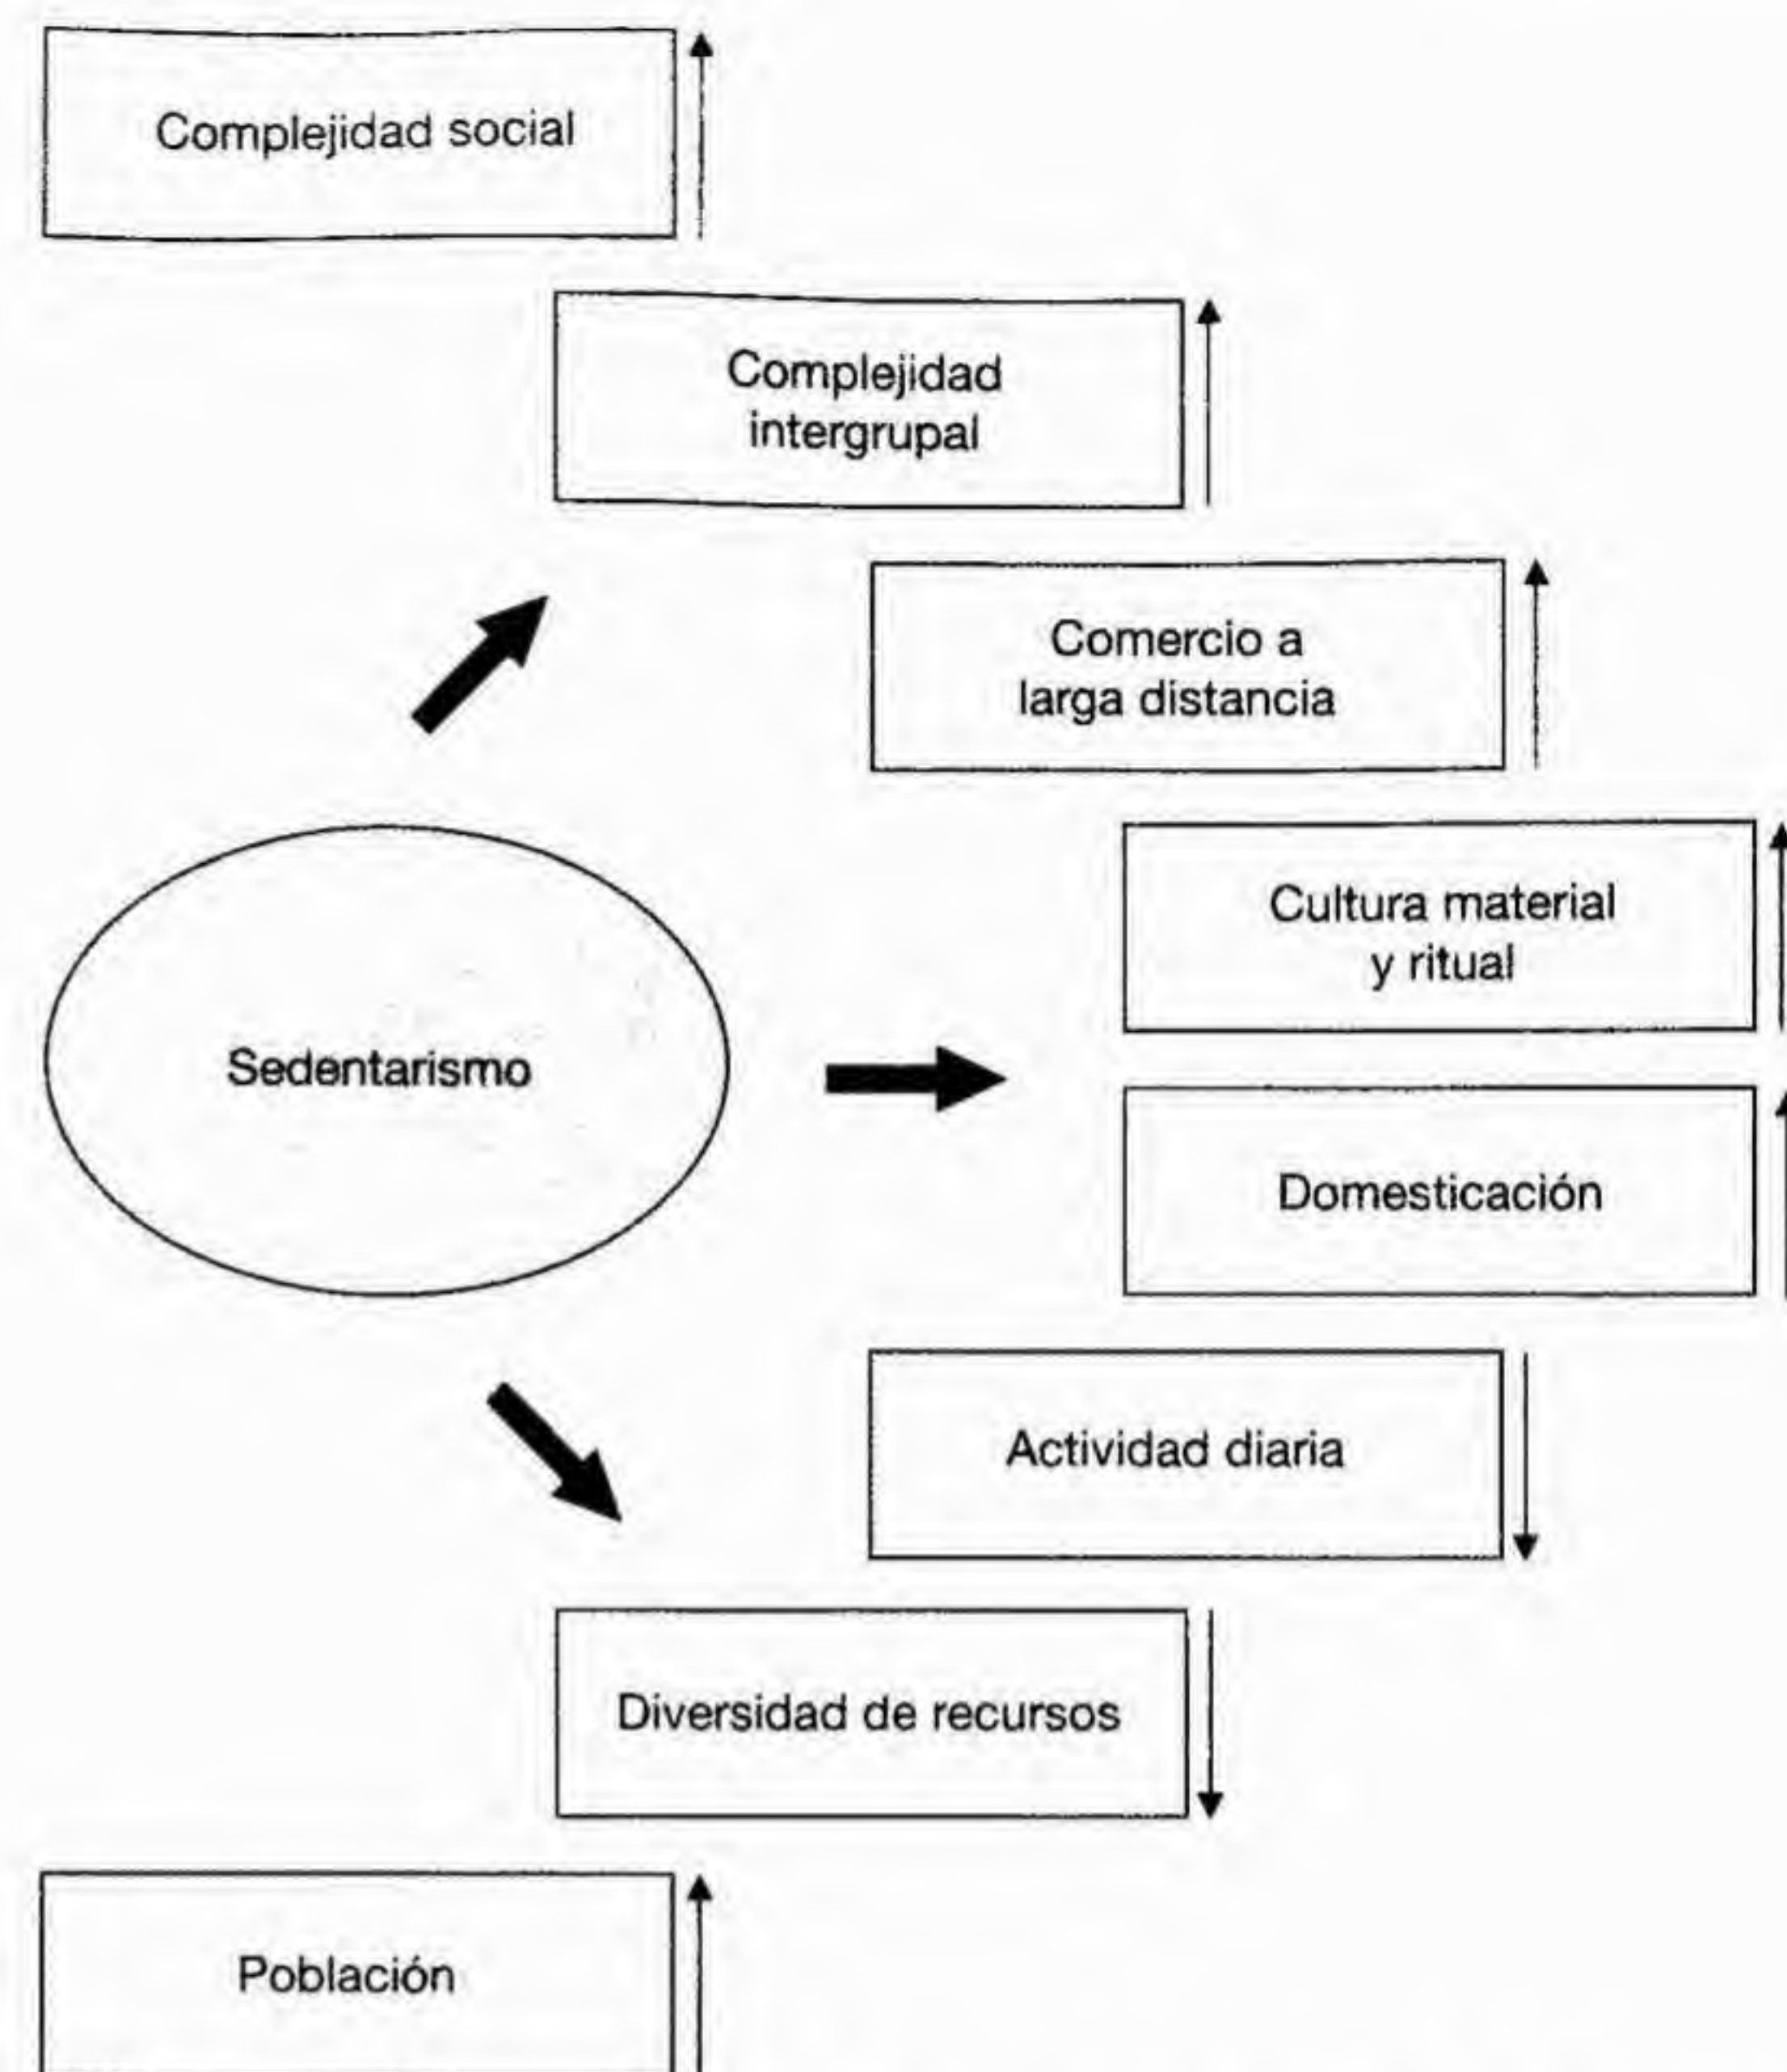 Complejidad social
Complejidad
intergrupal
Comercio a
larga distancia
Cultura material
y ritual
Sedentarismo
Domesticación
Actividad diaria
Diversidad de recursos
Población